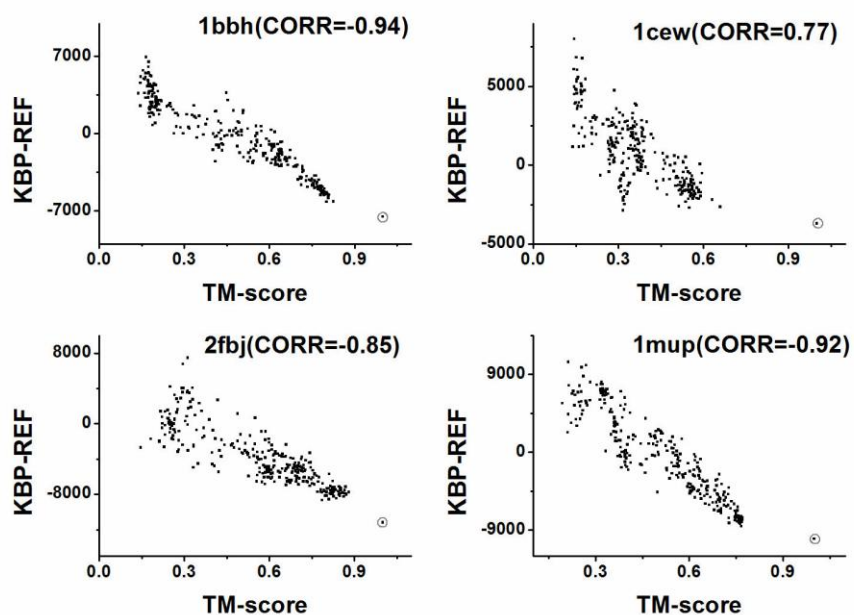 1bbh(CORR=-0.94)
7000
0
-7000
KBP-REF
0.0 0.3 0.6 0.9
TM-score
1cew(CORR=0.77)
5000
0
-5000
KBP-REF
0.0 0.3 0.6 0.9
TM-score
2fbj(CORR=-0.85)
8000
0
-8000
KBP-REF
0.0 0.3 0.6 0.9
TM-score
1mup(CORR=-0.92)
9000
0
-9000
KBP-REF
0.3 0.6 0.9
TM-score